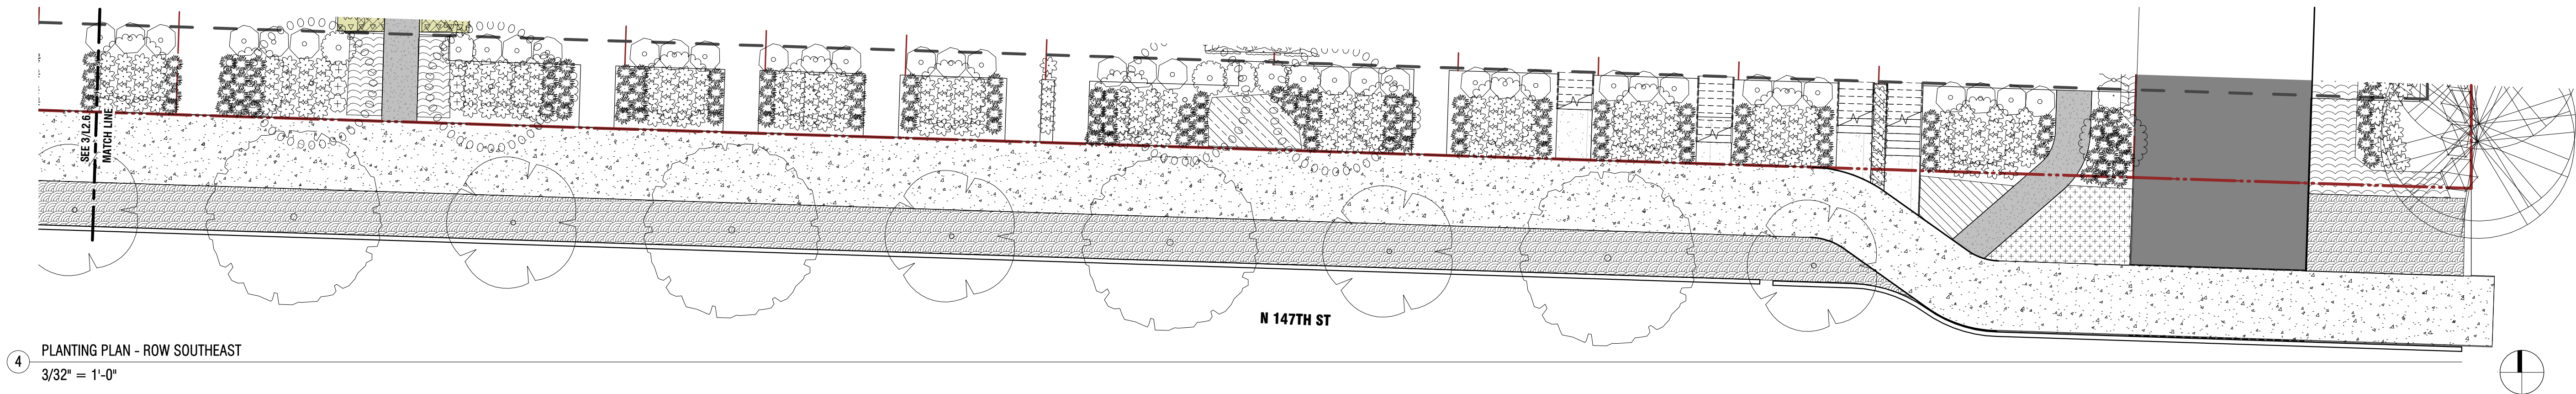 SEE 3/L2.6
MATCH LINE
N 147TH ST
4
PLANTING PLAN - ROW SOUTHEAST
3/32" = 1'-0"